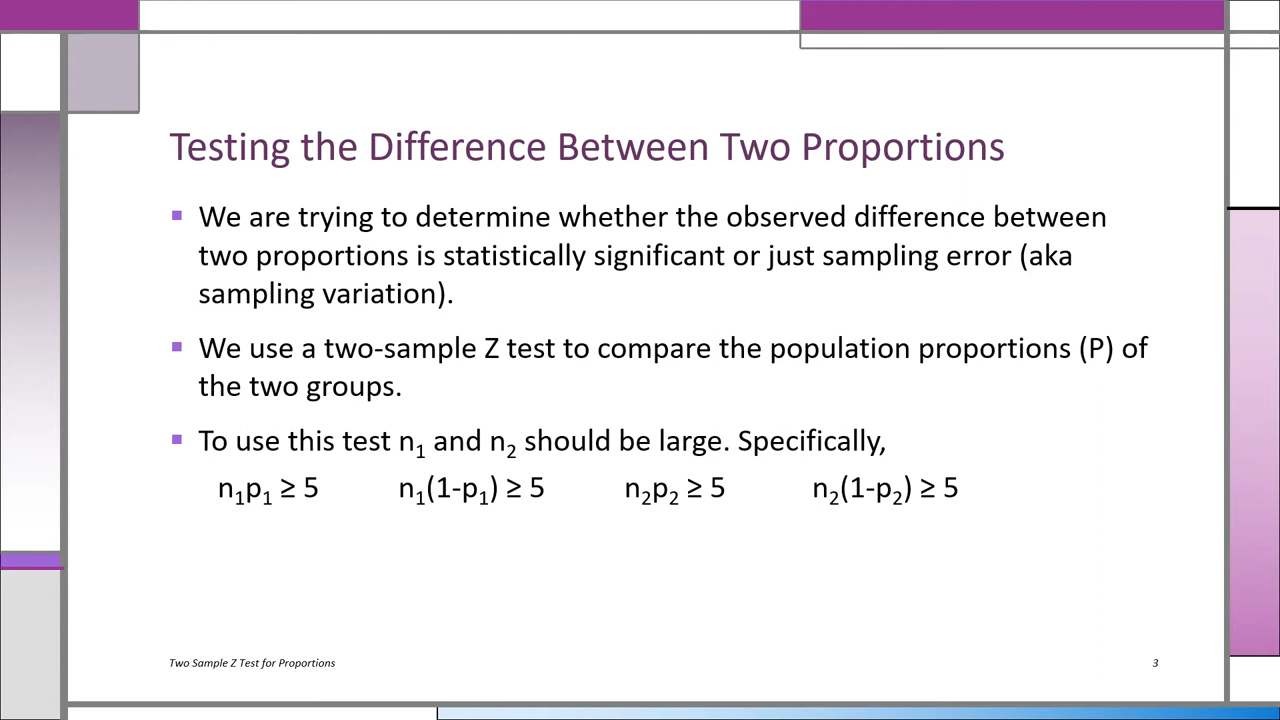 Testing the Difference Between Two Proportions
▪ We are trying to determine whether the observed difference between
two proportions is statistically significant or just sampling error (aka
sampling variation).
▪ We use a two-sample Z test to compare the population proportions (P) of
the two groups.
▪ To use this test n₁ and n₂ should be large. Specifically,
n₁p₁ ≥ 5 n₁(1-p₁) ≥ 5 n₂p₂ ≥ 5 n₂(1-p₂) ≥ 5
Two Sample Z Test for Proportions 3